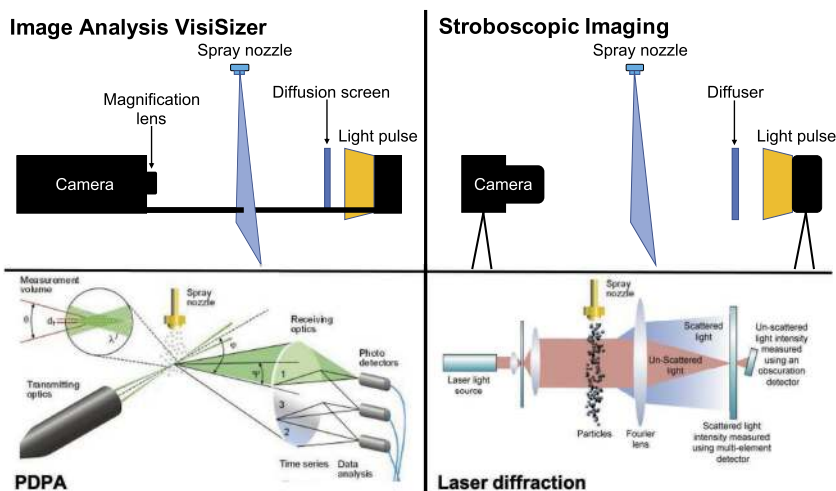 Image Analysis VisiSizer
Spray nozzle
Magnification
lens
Diffusion screen
Light pulse
Camera
Stroboscopic Imaging
Spray nozzle
Diffuser
Light pulse
Camera
Measurement
volume
θ
λ
Spray
nozzle
Receiving
optics
Photo
detectors
φ
Ψ
1
3
2
Transmitting
optics
Time series
Data
analysis
PDPA
Spray
nozzle
Scattered
light
Un-Scattered
light
Un-scattered
light intensity
measured
using an
obscuration
detector
Laser light
source
Particles
Fourier
lens
Scattered light
intensity measured
using multi-element
detector
Laser diffraction